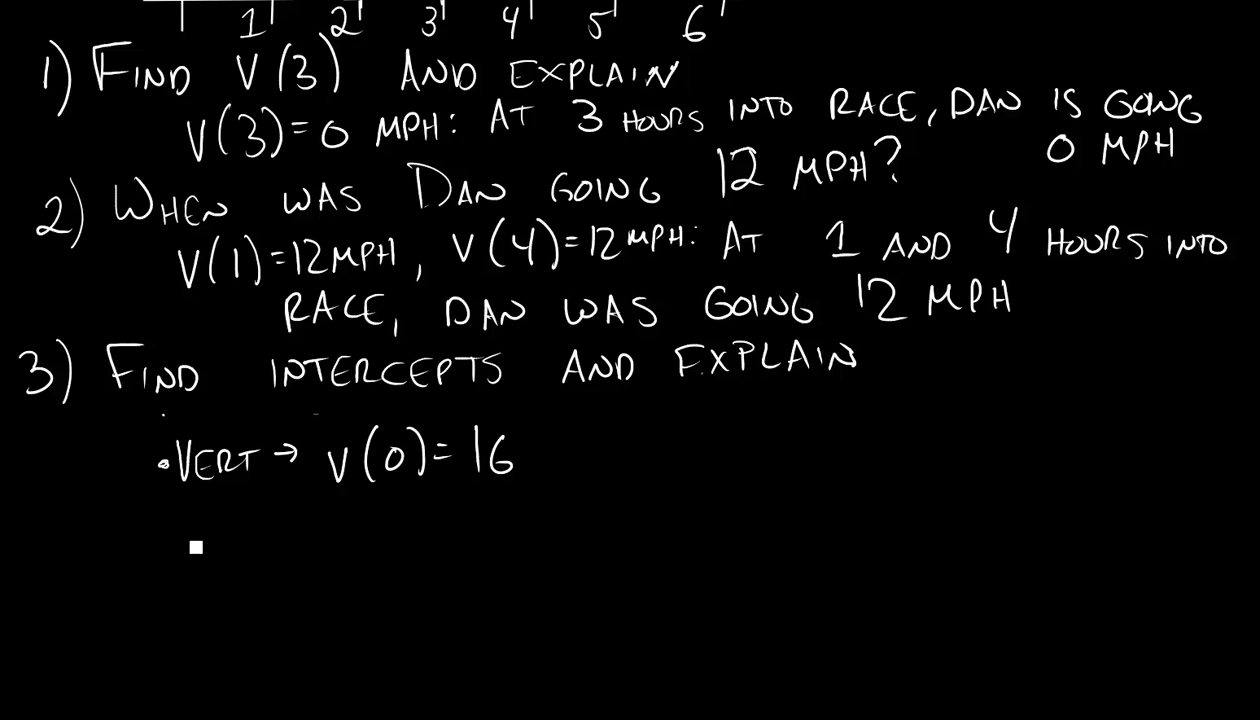 1 2 3 4 5 6
1) FIND V(3) AND EXPLAIN
V(3)=0 MPH: AT 3 HOURS INTO RACE, DAN IS GOING
0 MPH
2) WHEN WAS DAN GOING 12 MPH?
V(1)=12MPH, V(4)=12MPH: AT 1 AND 4 HOURS INTO
RACE, DAN WAS GOING 12 MPH
3) FIND INTERCEPTS AND EXPLAIN
• VERT → V(0)=16